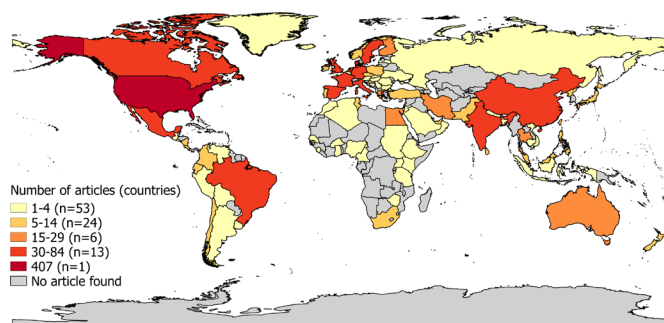 Number of articles (countries)
1-4 (n=53)
5-14 (n=24)
15-29 (n=6)
30-84 (n=13)
407 (n=1)
No article found